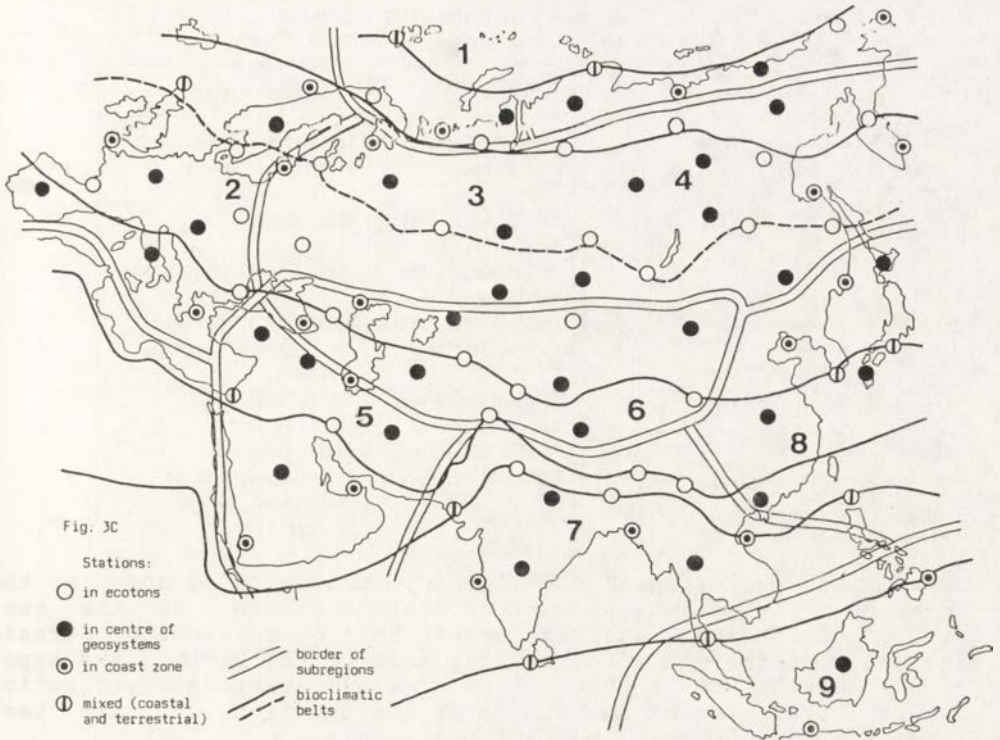 1
2
3
4
5
6
7
8
9
Fig. 3C
Stations:
in ecotons
in centre of
geosystems
in coast zone
mixed (coastal
and terrestrial)
border of
subregions
bioclimatic
belts